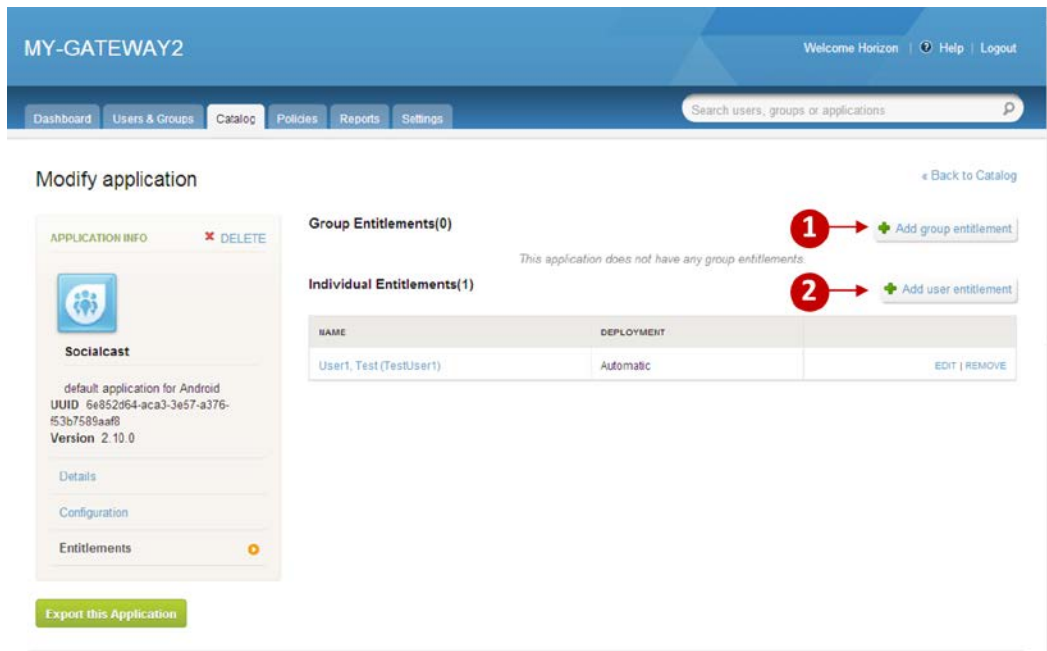 MY-GATEWAY2
Welcome Horizon | ? Help | Logout
Dashboard Users & Groups Catalog Policies Reports Settings
Search users, groups or applications
Modify application
« Back to Catalog
APPLICATION INFO ✖ DELETE
Group Entitlements(0)
1
Add group entitlement
This application does not have any group entitlements.
Individual Entitlements(1)
2
Add user entitlement
NAME DEPLOYMENT
User1, Test (TestUser1) Automatic EDIT | REMOVE
Socialcast
default application for Android
UUID 6e852d64-aca3-3e57-a376-
f53b7589aaf8
Version 2.10.0
Details
Configuration
Entitlements
Export this Application